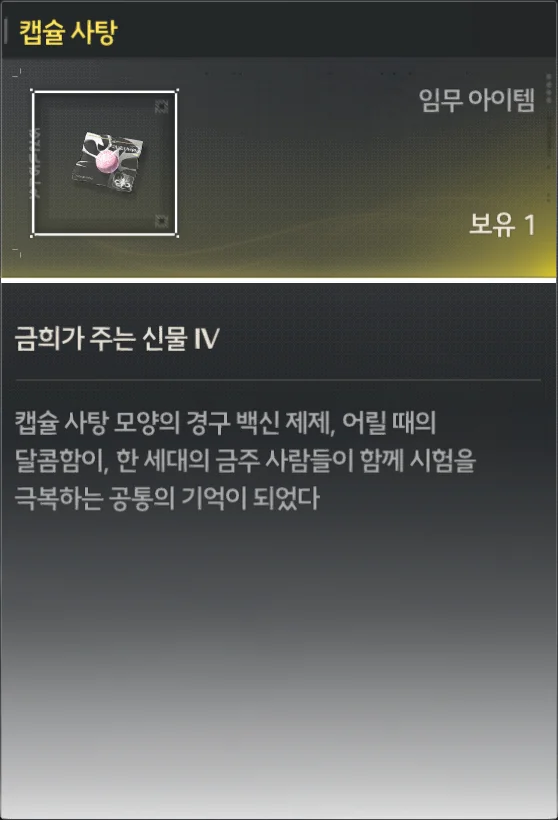 캡슐 사탕
임무 아이템
보유 1
금희가 주는 신물 IV
캡슐 사탕 모양의 경구 백신 제제, 어릴 때의
달콤함이, 한 세대의 금주 사람들이 함께 시험을
극복하는 공통의 기억이 되었다